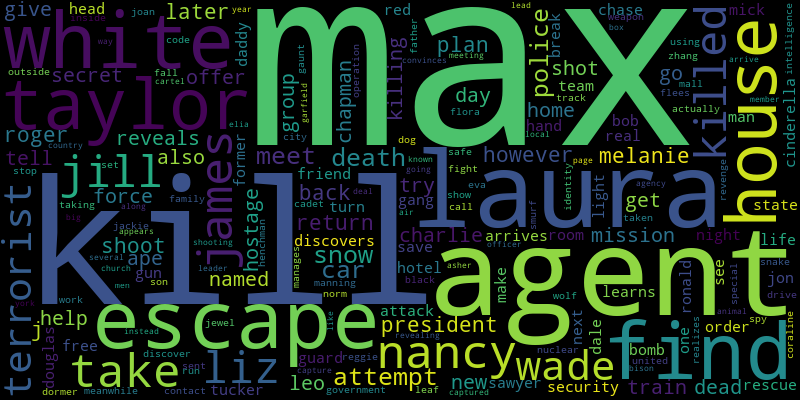 give head joan taking later
white
taylor
daddy
year code
outside
secret
fall cartel
offer
roger
reveals
tell
stop
set
country
jill
also
force
family
terrorist
big
along
appears
several
church
men
jackie
shoot
ape
gun
son
leader
shooting
henchman
hostage
james
former
elia
group
city
meet
friend
discovers
named
manages
max
garfield
gaunt
operation
chapman
killing
death
back
turn
return
cadet
snow
car
manning
norm
red
plan
convinces
father
meeting
day
flora
dog
known
going
try
gang
air
save
hotel
black
charlie
kill
laura
agent
police
break
chase
shot
team
track
home
hand
local
however
safe
fight
eva
show
call
arrives
room
officer
asher
make
lead
weapon
box
mick
using
zhang
go
mall
flees
bob
real
actually
man
member
arrive
killed
house
cinderella
intelligence
melanie
page
identity
light
get
taken
smurf
mission
agency
revenge
night
state
life
snake
jon
drive
see
special
animal
spy
learns
wolf
next
nuclear
ronald
one
realizes
order
coraline
find
bomb
united
bison
train
dead
rescue
dale
wade
nancy
president
attack
revealing
guard
reggie
like
capture
government
attempt
leaf
captured
new
sawyer
security
escape
jewel
instead
help
j
work
free
douglas
discover
take
sent
run
liz
dormer
meanwhile
contact
tucker
leo